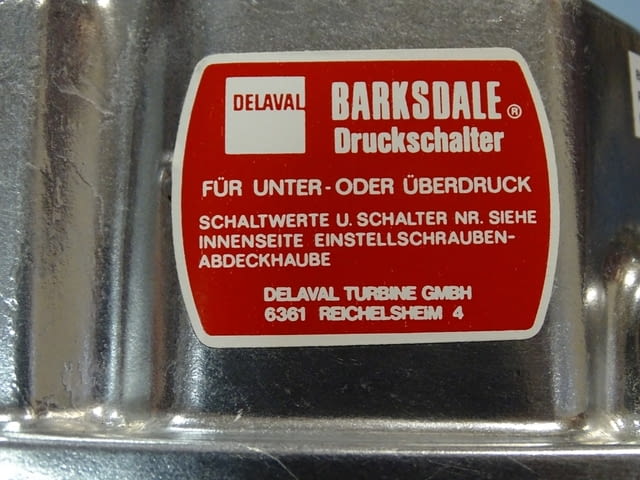 DELAVAL
BARKSDALE®
Druckschalter
FÜR UNTER-ODER ÜBERDRUCK
SCHALTWERTE U. SCHALTER NR. SIEHE
INNENSEITE EINSTELLSCHRAUBEN-
ABDECKHAUBE
DELAVAL TURBINE GMBH
6361 REICHELSHEIM 4